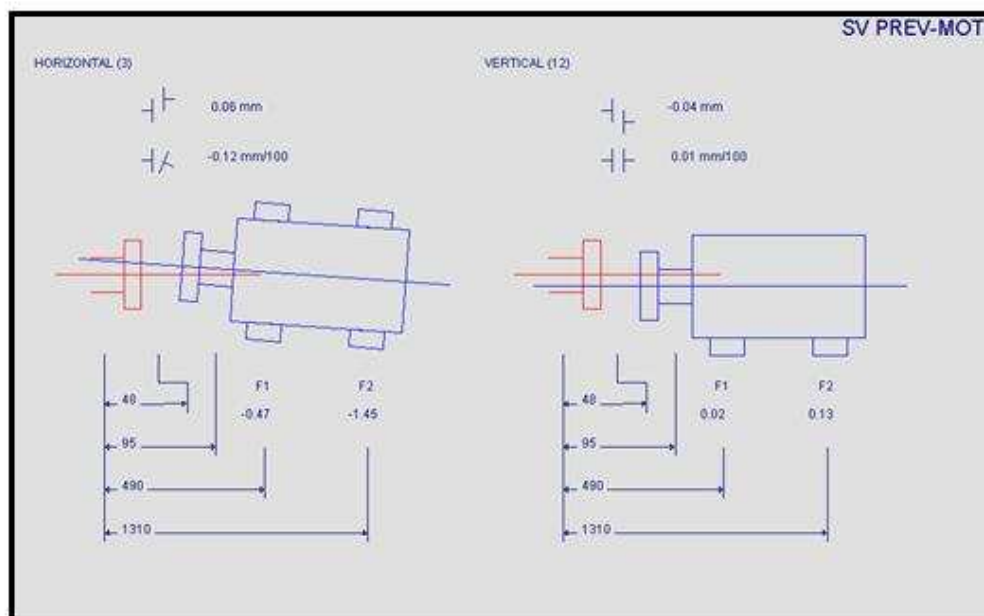 SV PREV-MOT
HORIZONTAL (3)
0.06 mm
-0.12 mm/100
F1 F2
48
-0.47 -1.45
95
490
1310
VERTICAL (12)
-0.04 mm
0.01 mm/100
F1 F2
48
0.02 0.13
95
490
1310